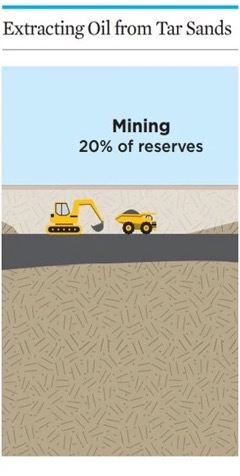 Extracting Oil from Tar Sands
Mining
20% of reserves